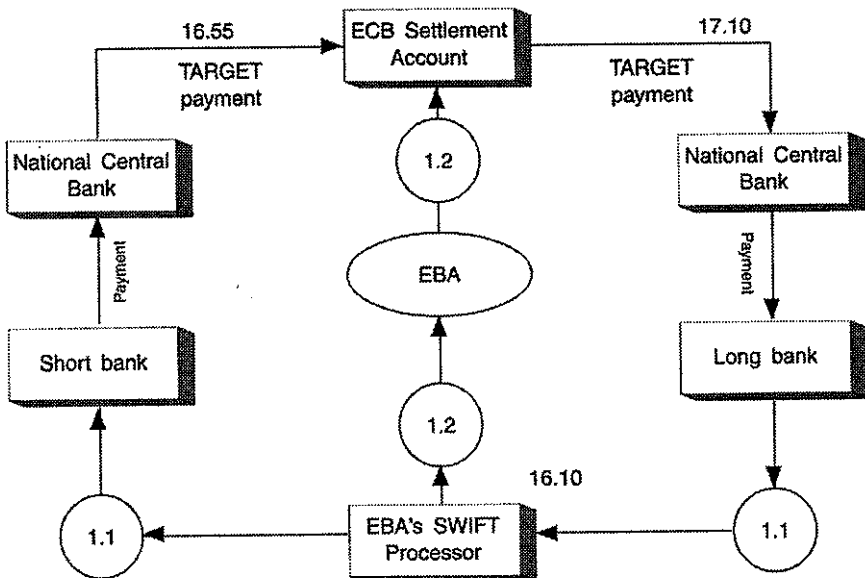 16.55
ECB Settlement
Account
17.10
TARGET
payment
TARGET
payment
National Central
Bank
1.2
National Central
Bank
Payment
EBA
Payment
Short bank
Long bank
1.2
16.10
1.1
EBA's SWIFT
Processor
1.1